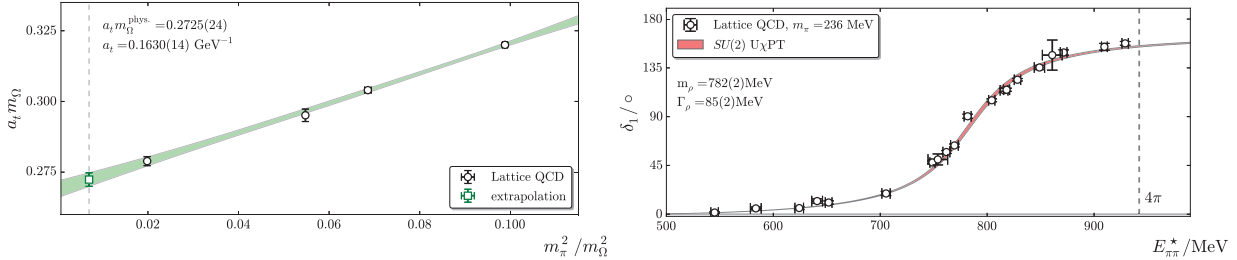 a_t m_Ω^phys. =0.2725(24)
a_t=0.1630(14) GeV⁻¹
0.325
0.300
0.275
a_t m_Ω
Lattice QCD
extrapolation
0.02 0.04 0.06 0.08 0.100
m_π^2 /m_Ω^2
180
135
90
45
0
δ_1/ ∘
Lattice QCD, m_π =236 MeV
SU(2) UχPT
m_ρ =782(2)MeV
Γ_ρ =85(2)MeV
4π
500 600 700 800 900
E_ππ^⋆ /MeV